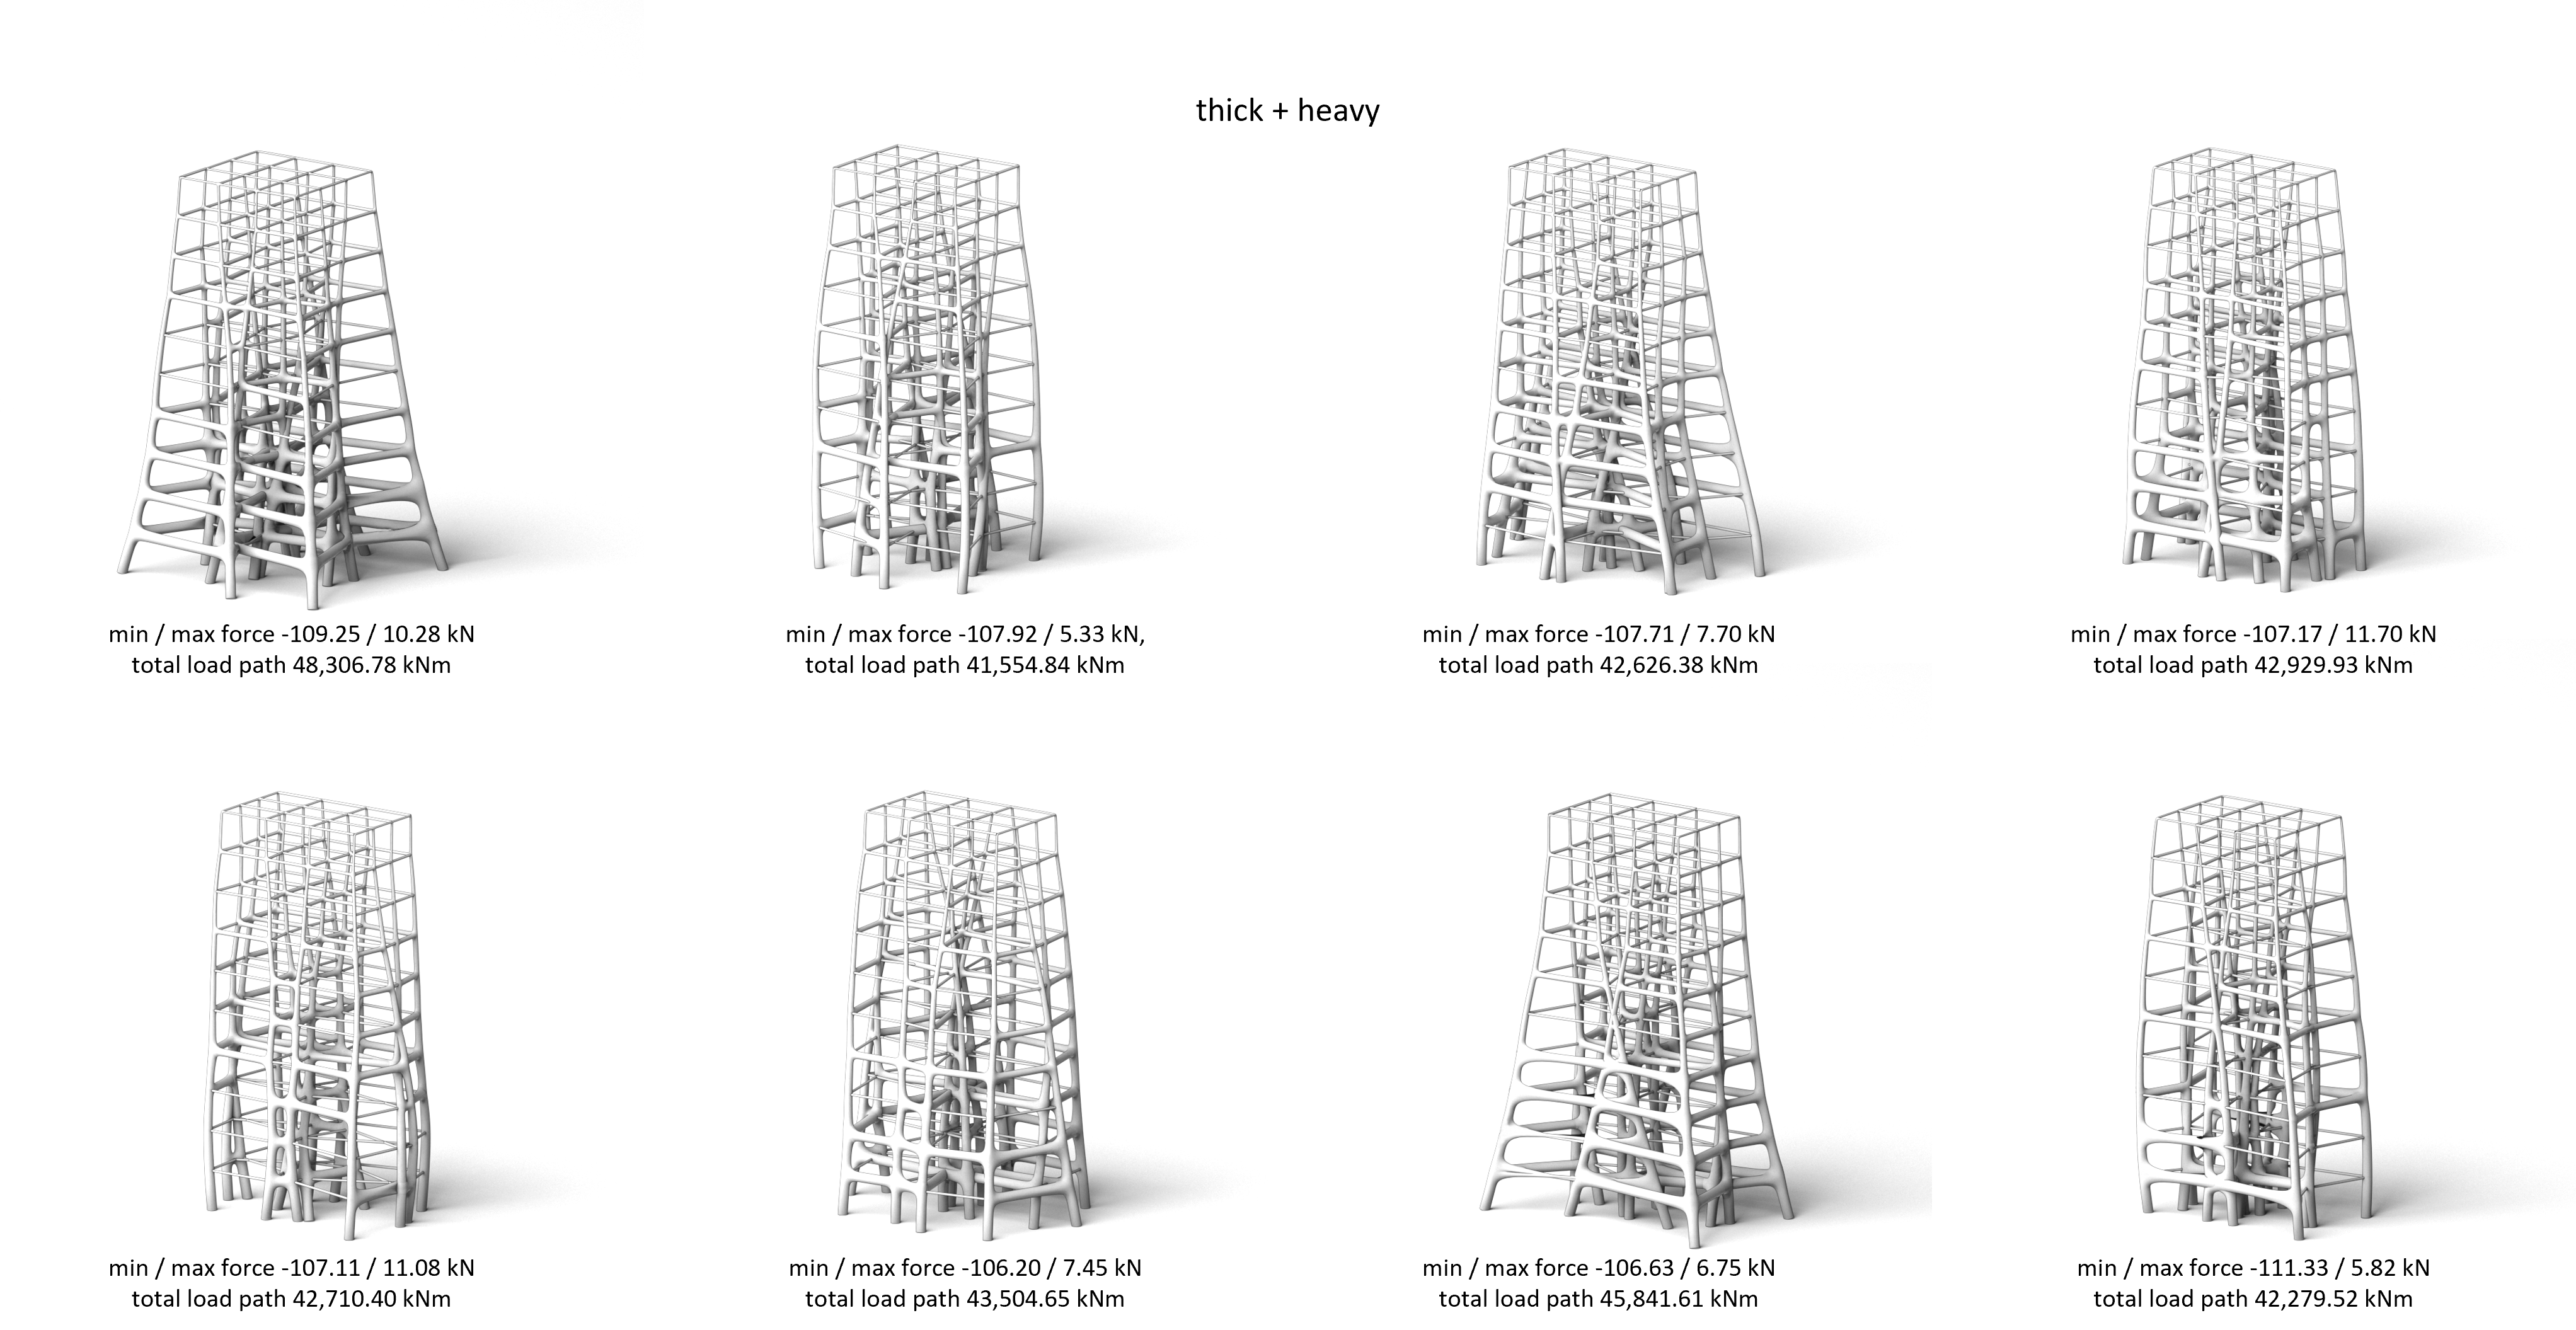 thick + heavy
min / max force -109.25 / 10.28 kN
total load path 48,306.78 kNm
min / max force -107.92 / 5.33 kN,
total load path 41,554.84 kNm
min / max force -107.71 / 7.70 kN
total load path 42,626.38 kNm
min / max force -107.17 / 11.70 kN
total load path 42,929.93 kNm
min / max force -107.11 / 11.08 kN
total load path 42,710.40 kNm
min / max force -106.20 / 7.45 kN
total load path 43,504.65 kNm
min / max force -106.63 / 6.75 kN
total load path 45,841.61 kNm
min / max force -111.33 / 5.82 kN
total load path 42,279.52 kNm